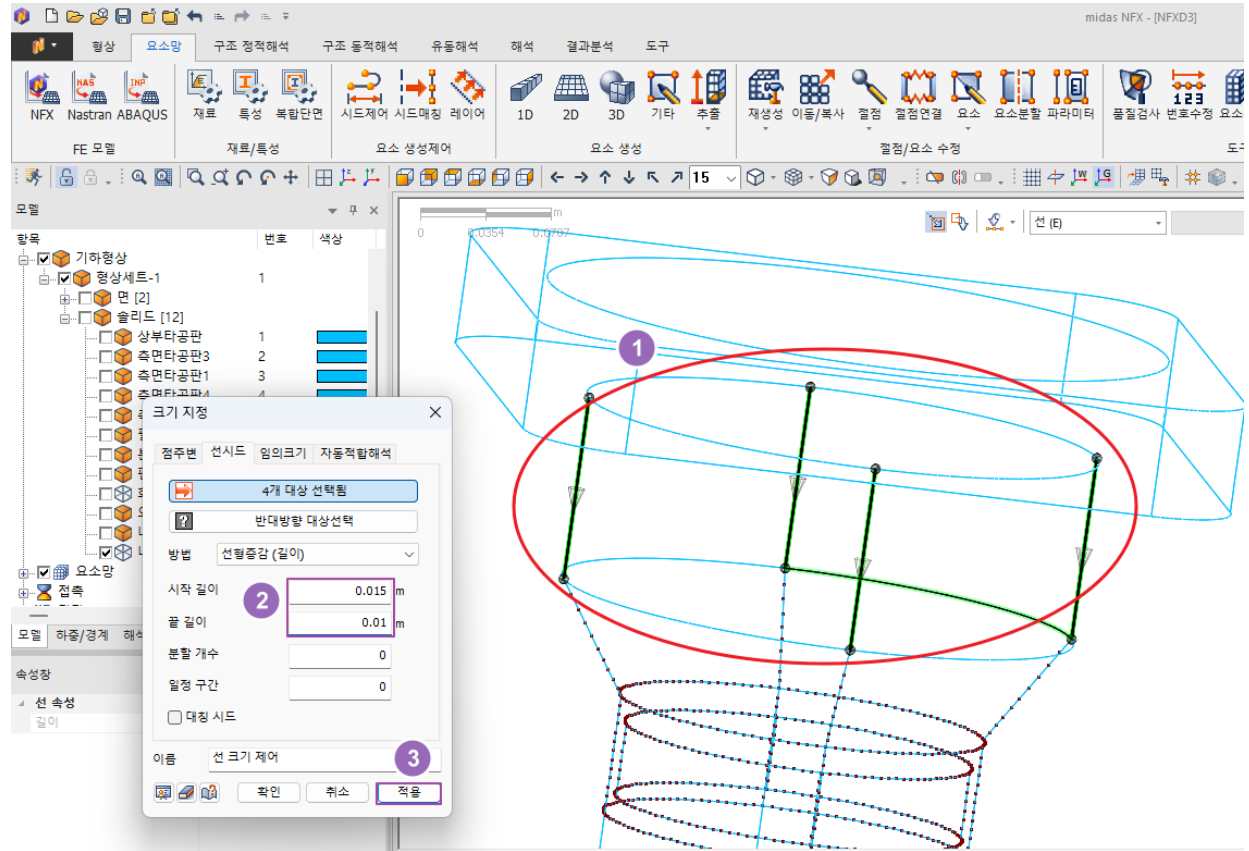 midas NFX - [NFXD3]
형상 요소망 구조 정적해석 구조 동적해석 유동해석 해석 결과분석 도구
NAS INP
NFX Nastran ABAQUS 재료 특성 복합단면 시드제어 시드매칭 레이어 1D 2D 3D 기타 추출 재생성 이동/복사 절점 절점연결 요소 요소분할 파라미터 품질검사 번호수정 요소
FE 모델 재료/특성 요소 생성제어 요소 생성 절점/요소 수정 도구
15
모델
항목 번호 색상
기하형상
형상세트-1 1
면 [2]
솔리드 [12]
상부타공판 1
측면타공판3 2
측면타공판1 3
측면타공판4 4
요소망
접촉
모델 하중/경계 해석
속성창
선 속성
길이
m
0 0.0354 0.0707
선 (E)
1
크기 지정
점주변 선시드 임의크기 자동적합해석
4개 대상 선택됨
반대방향 대상선택
방법 선형증감 (길이)
시작 길이 0.015 m
2
끝 길이 0.01 m
분할 개수 0
일정 구간 0
대칭 시드
이름 선 크기 제어
3
확인 취소 적용